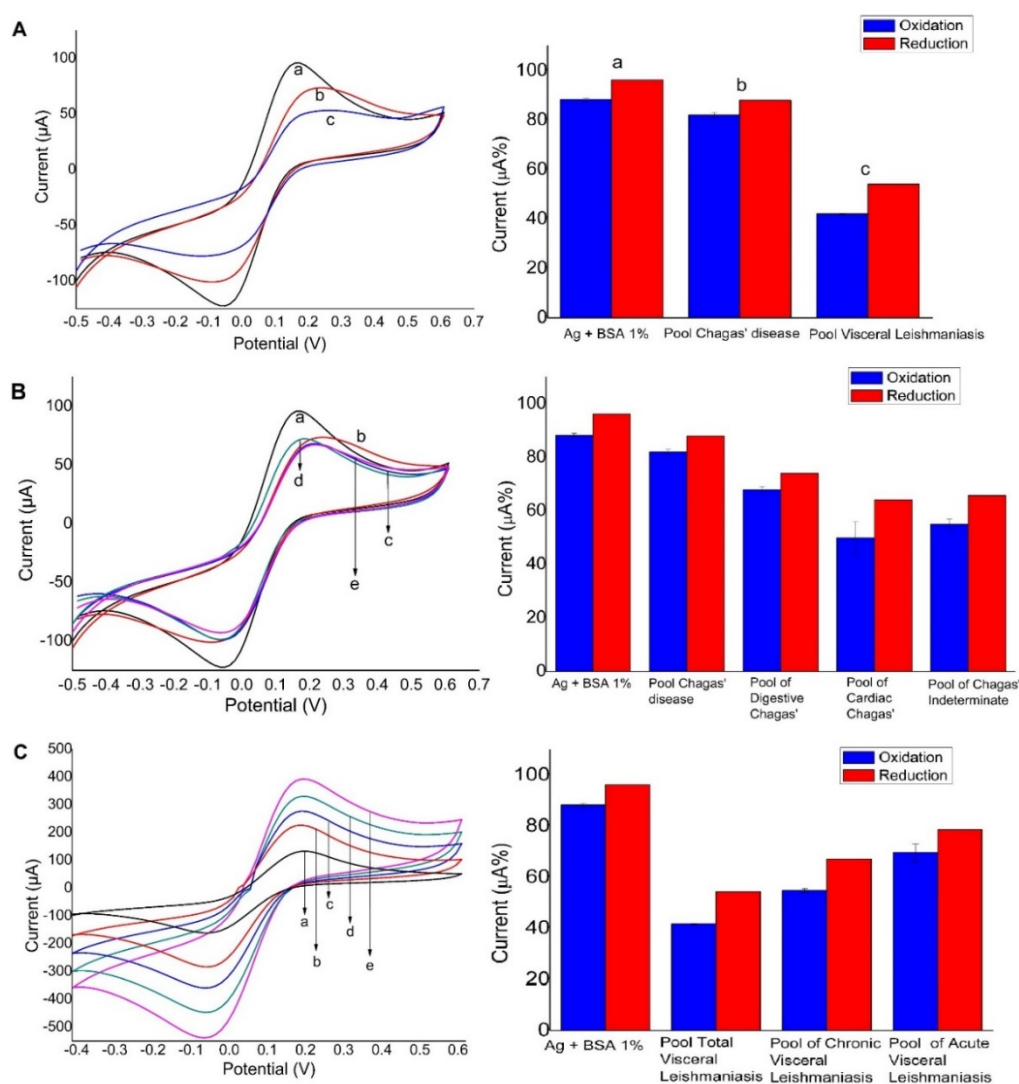 A
Current (µA)
100
50
0
-50
-100
a
b
c
-0.5 -0.4 -0.3 -0.2 -0.1 0.0 0.1 0.2 0.3 0.4 0.5 0.6 0.7
Potential (V)
Oxidation
Reduction
Current (µA%)
100
80
60
40
20
0
a
b
c
Ag + BSA 1% Pool Chagas' disease Pool Visceral Leishmaniasis
B
Current (µA)
100
50
0
-50
-100
a
b
d
c
e
-0.5 -0.4 -0.3 -0.2 -0.1 0.0 0.1 0.2 0.3 0.4 0.5 0.6 0.7
Potential (V)
Oxidation
Reduction
Current (µA%)
100
80
60
40
20
0
Ag + BSA 1%
Pool Chagas'
disease
Pool of
Digestive
Chagas'
Pool of
Cardiac
Chagas'
Pool of Chagas'
Indeterminate
C
Current (µA)
500
400
300
200
100
0
-100
-200
-300
-400
-500
a
b
c
d
e
-0.4 -0.3 -0.2 -0.1 0.0 0.1 0.2 0.3 0.4 0.5 0.6
Potential (V)
Oxidation
Reduction
Current (µA%)
80
60
40
20
0
Ag + BSA 1%
Pool Total
Visceral
Leishmaniasis
Pool of Chronic
Visceral
Leishmaniasis
Pool of Acute
Visceral
Leishmaniasis